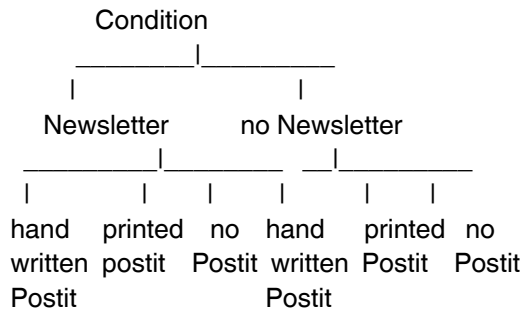 Condition
Newsletter no Newsletter
hand printed no hand printed no
written postit Postit written Postit Postit
Postit Postit